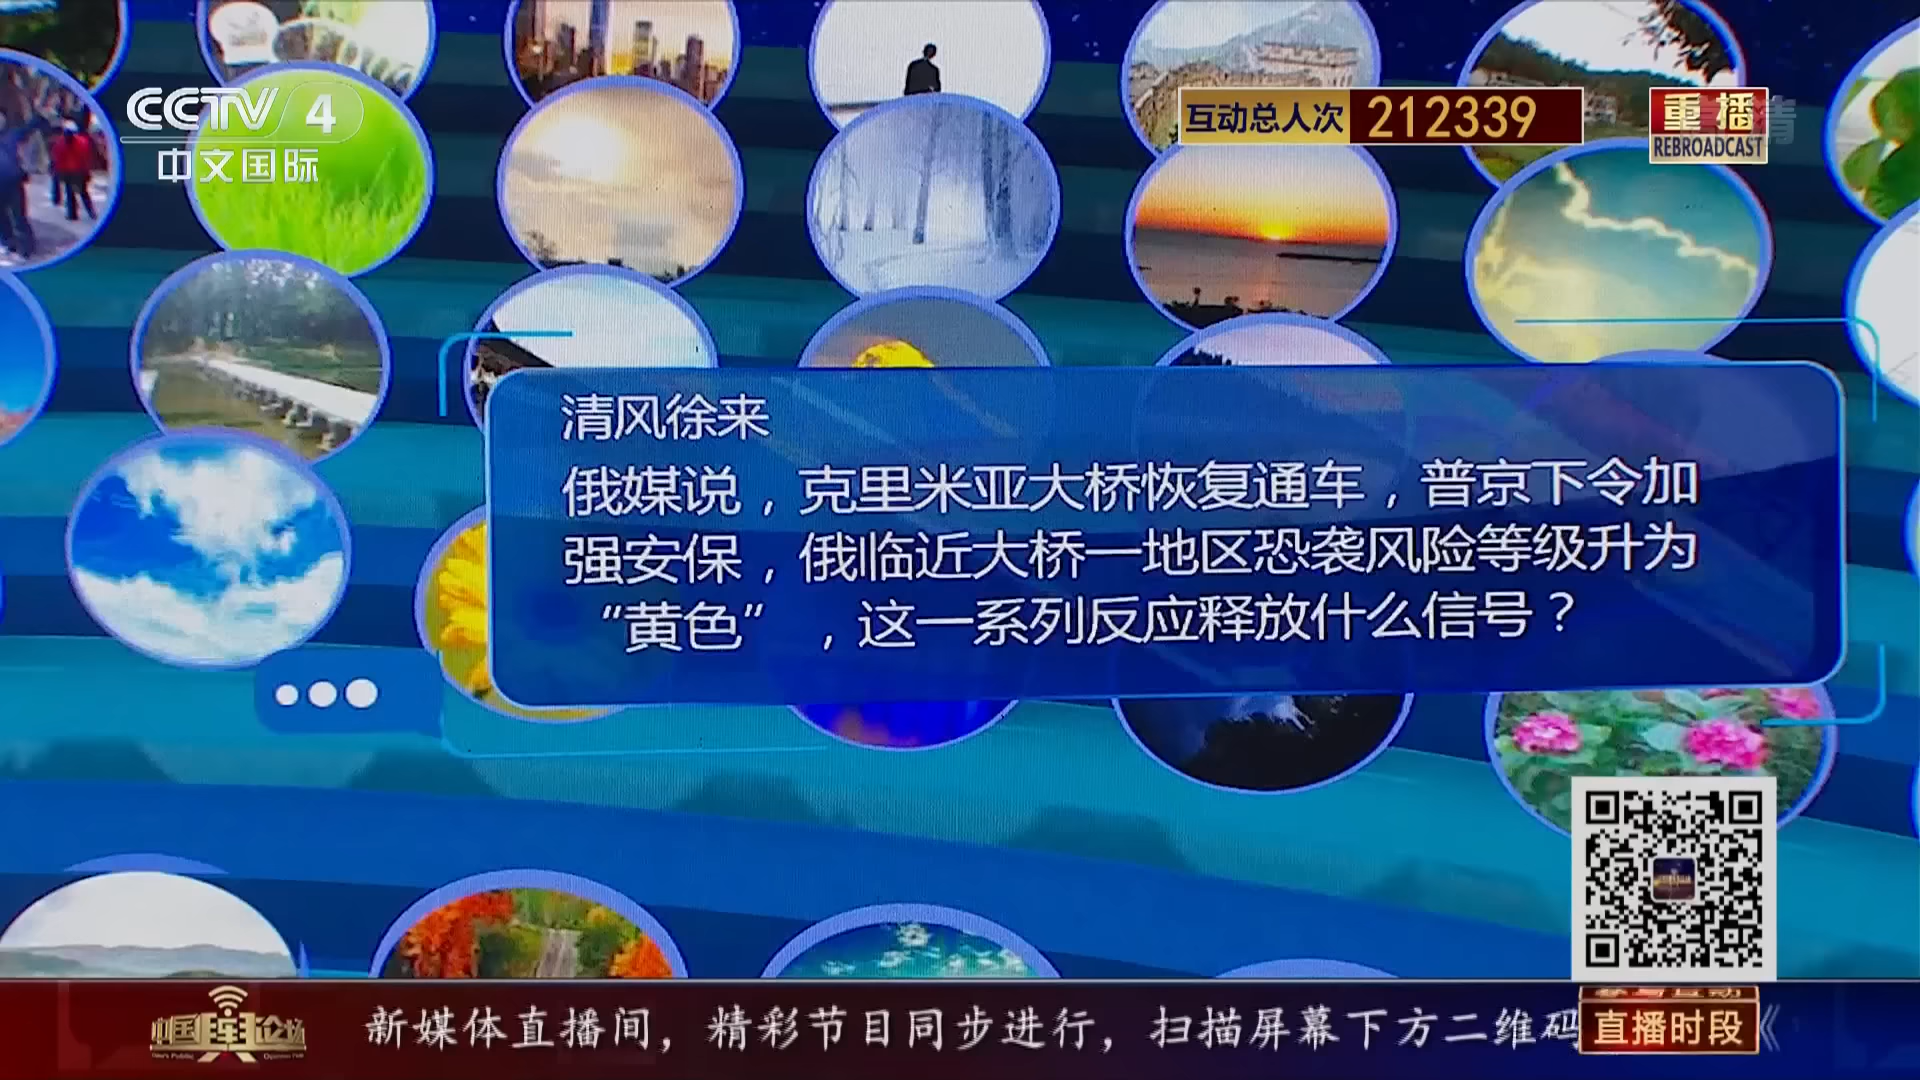 CCTV 4
中文国际
互动总人次 212339
重播
REBROADCAST
清风徐来
俄媒说，克里米亚大桥恢复通车，普京下令加
强安保，俄临近大桥一地区恐袭风险等级升为
“黄色”，这一系列反应释放什么信号？
中国舆论场
新媒体直播间，精彩节目同步进行，扫描屏幕下方二维码
直播时段